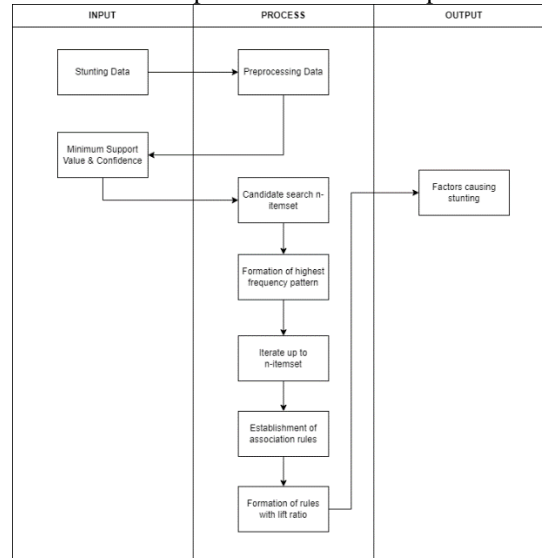 INPUT
PROCESS
OUTPUT
Stunting Data
Preprocessing Data
Minimum Support
Value & Confidence
Candidate search n-
itemset
Factors causing
stunting
Formation of highest
frequency pattern
Iterate up to
n-itemset
Establishment of
association rules
Formation of rules
with lift ratio